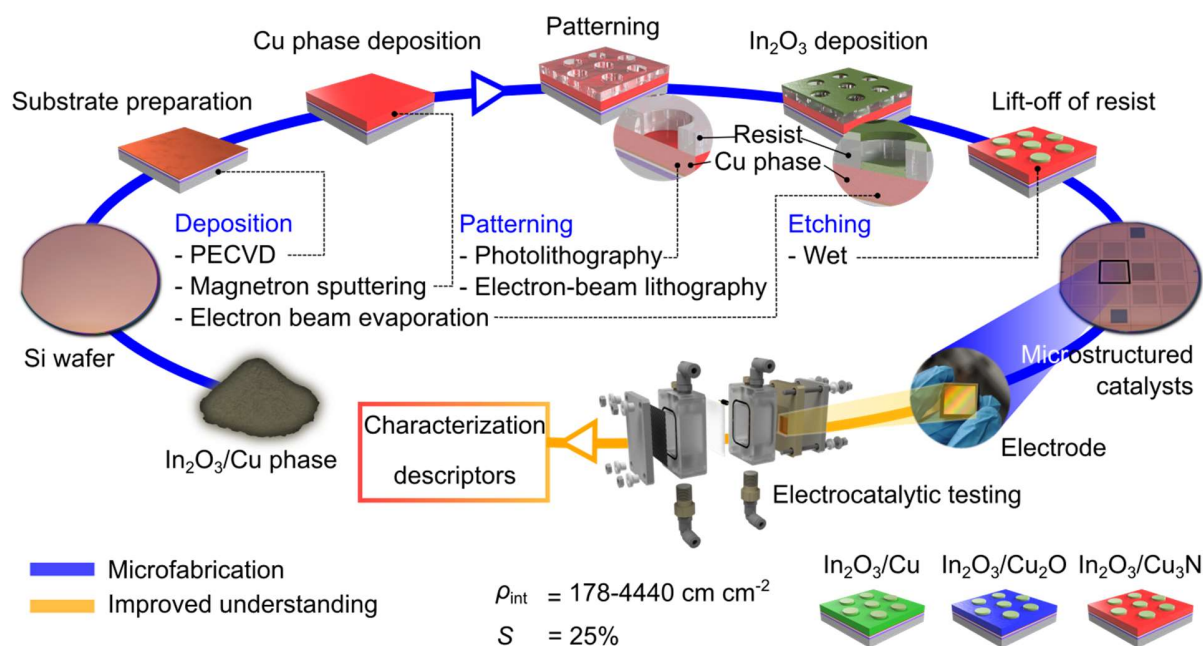 Patterning
Cu phase deposition
In₂O₃ deposition
Substrate preparation
Lift-off of resist
Resist
Cu phase
Deposition
- PECVD
- Magnetron sputtering
- Electron beam evaporation
Patterning
- Photolithography
- Electron-beam lithography
Etching
- Wet
Si wafer
In₂O₃/Cu phase
Microstructured
catalysts
Electrode
Characterization
descriptors
Electrocatalytic testing
Microfabrication
Improved understanding
ρint = 178-4440 cm cm⁻²
S = 25%
In₂O₃/Cu
In₂O₃/Cu₂O
In₂O₃/Cu₃N